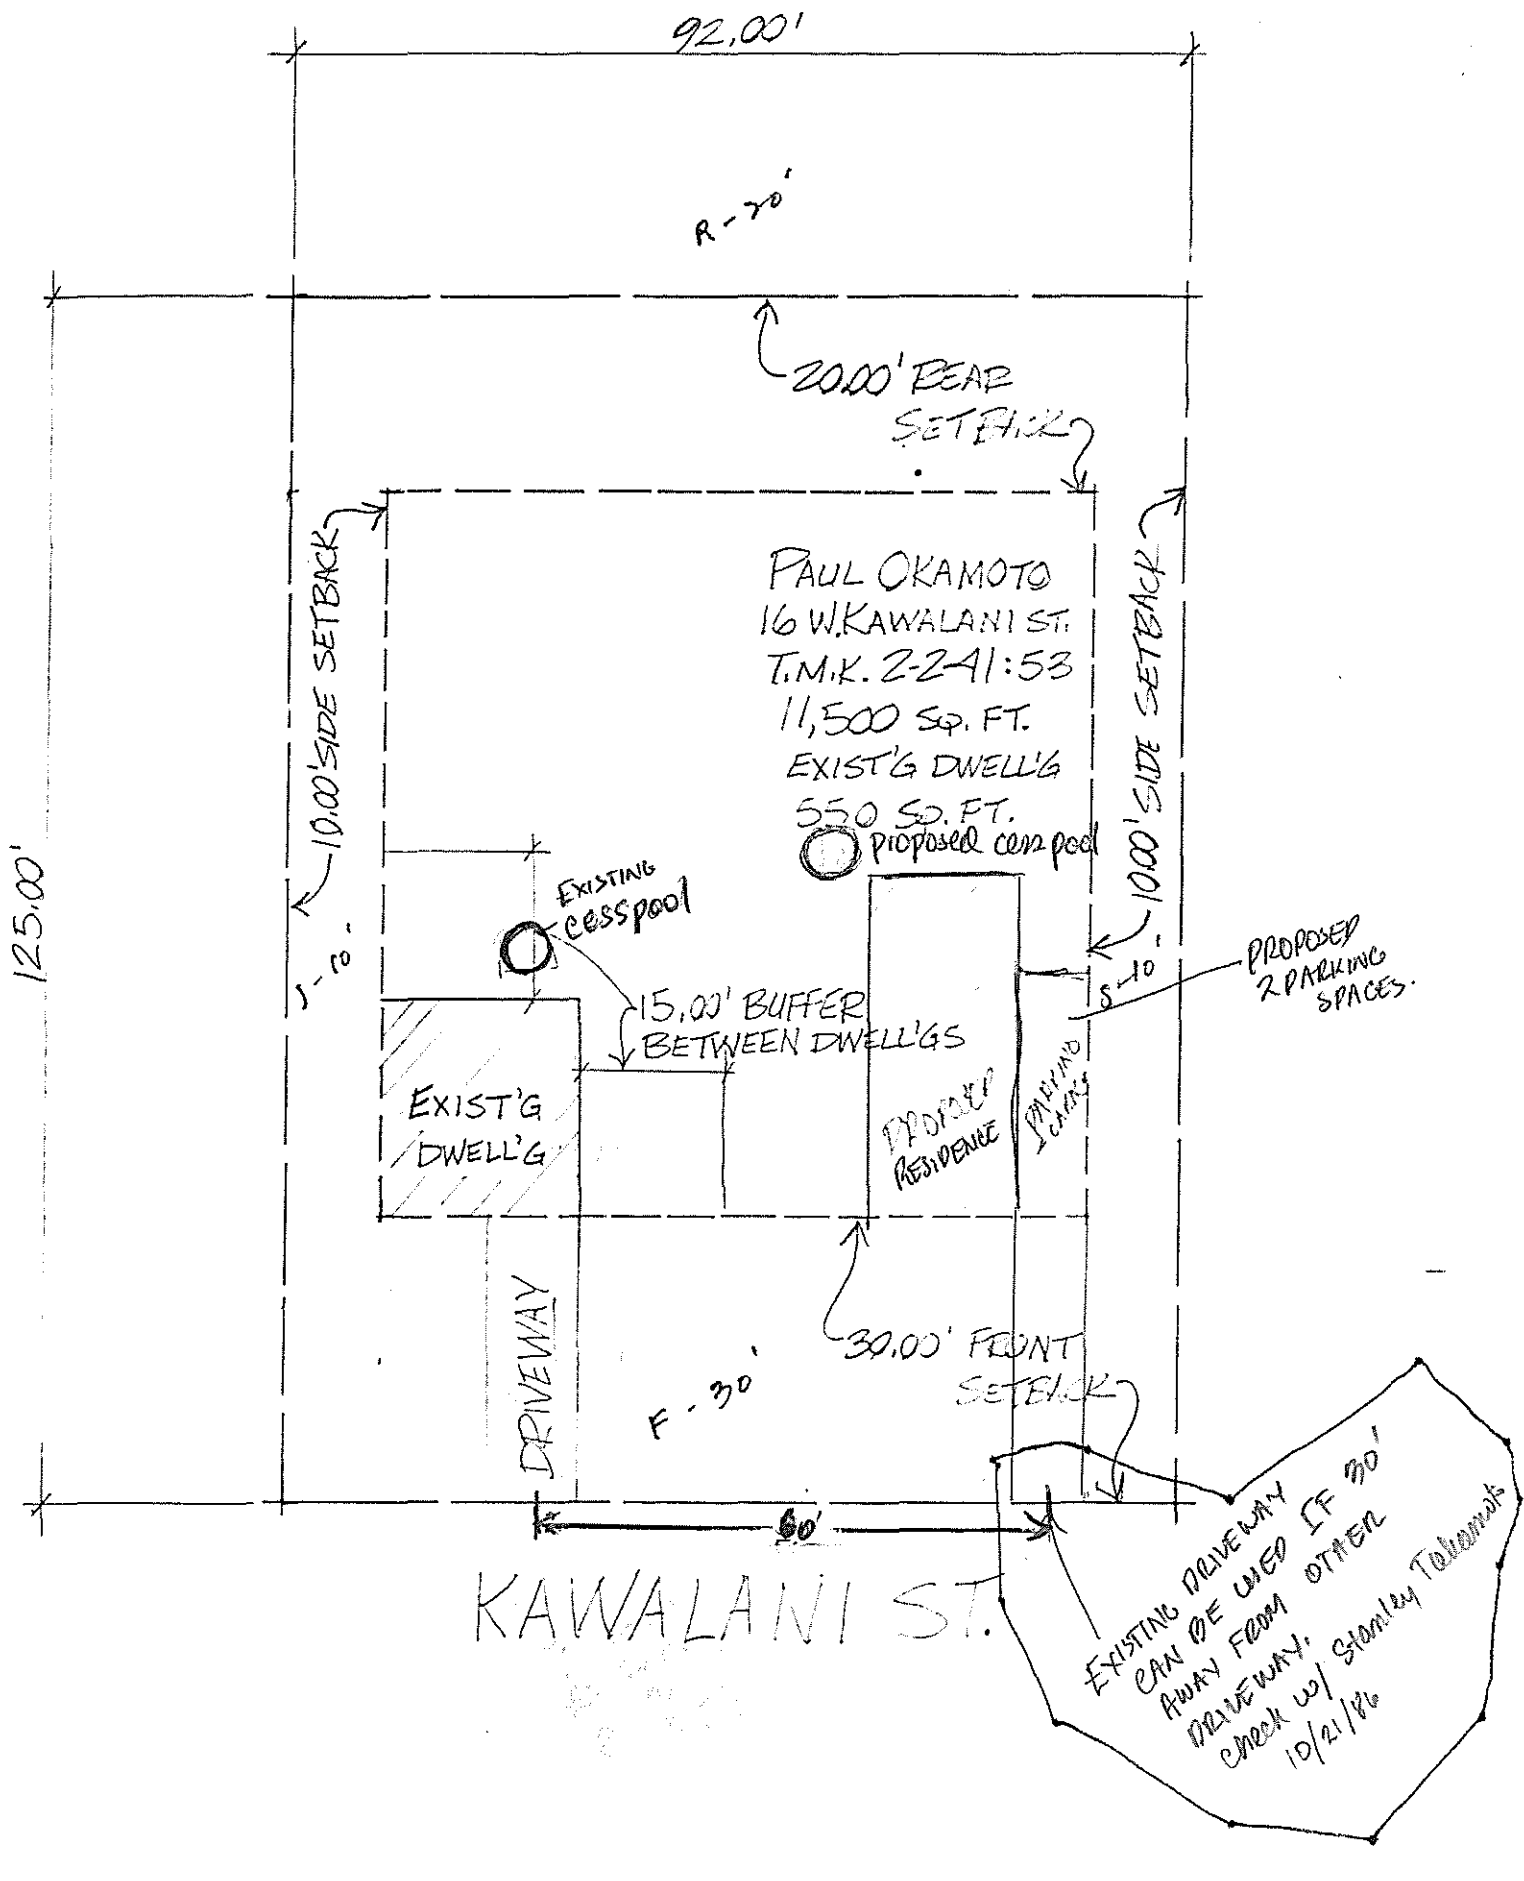 92.00'
R - 20'
20.00' REAR
SETBACK
125.00'
10.00' SIDE SETBACK
PAUL OKAMOTO
16 W. KAWALANI ST.
T.M.K. 2-2-41:53
11,500 SQ. FT.
EXIST'G DWELL'G
550 SQ. FT.
10.00' SIDE SETBACK
proposed cesspool
EXISTING
cesspool
S - 10 -
S - 10 -
PROPOSED
2 PARKING
SPACES.
15.00' BUFFER
BETWEEN DWELL'GS
EXIST'G
DWELL'G
PROPOSED
RESIDENCE
PARKING
DRIVEWAY
F - 30'
30.00' FRONT
SETBACK
KAWALANI ST.
EXISTING DRIVEWAY
CAN BE USED IF 30'
AWAY FROM OTHER
DRIVEWAY.
Check w/ Stanley Takamoto
10/21/86